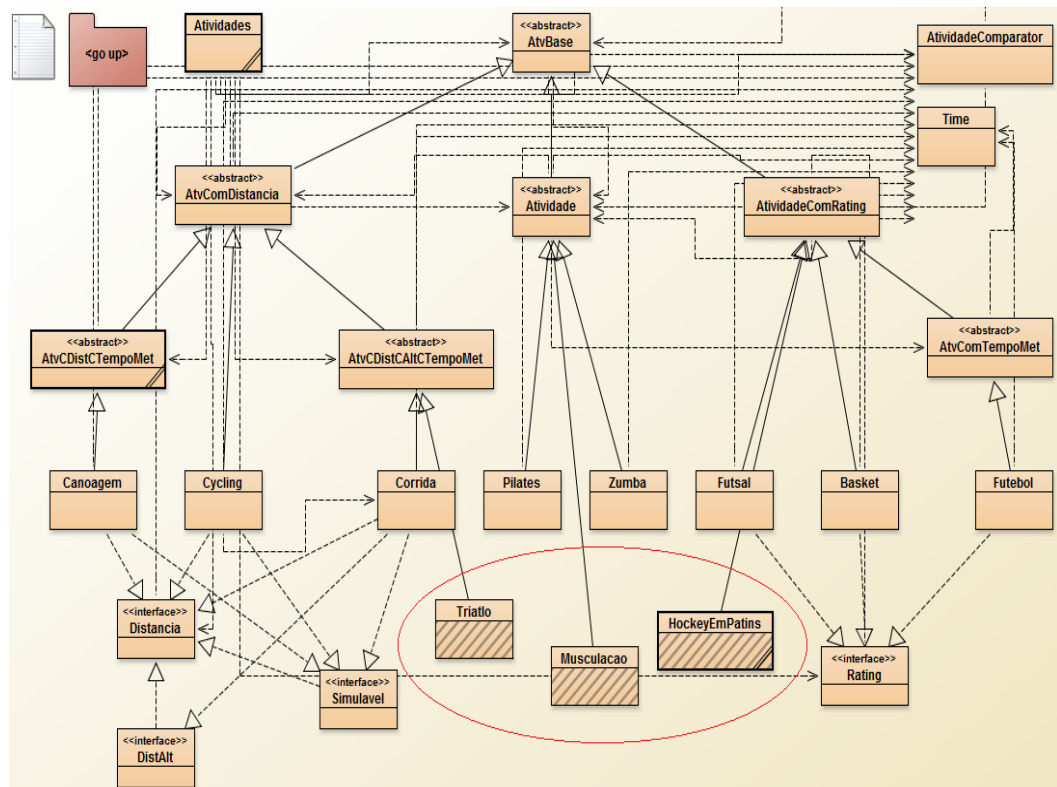 <go up>
Atividades
<<abstract>>
AtvBase
AtividadeComparator
Time
<<abstract>>
AtvComDistancia
<<abstract>>
Atividade
<<abstract>>
AtividadeComRating
<<abstract>>
AtvCDistCTempoMet
<<abstract>>
AtvCDistCAltCTempoMet
<<abstract>>
AtvComTempoMet
Canoagem
Cycling
Corrida
Pilates
Zumba
Futsal
Basket
Futebol
<<interface>>
Distancia
Triatlo
HockeyEmPatins
Musculacao
<<interface>>
Rating
<<interface>>
Simulavel
<<interface>>
DistAlt